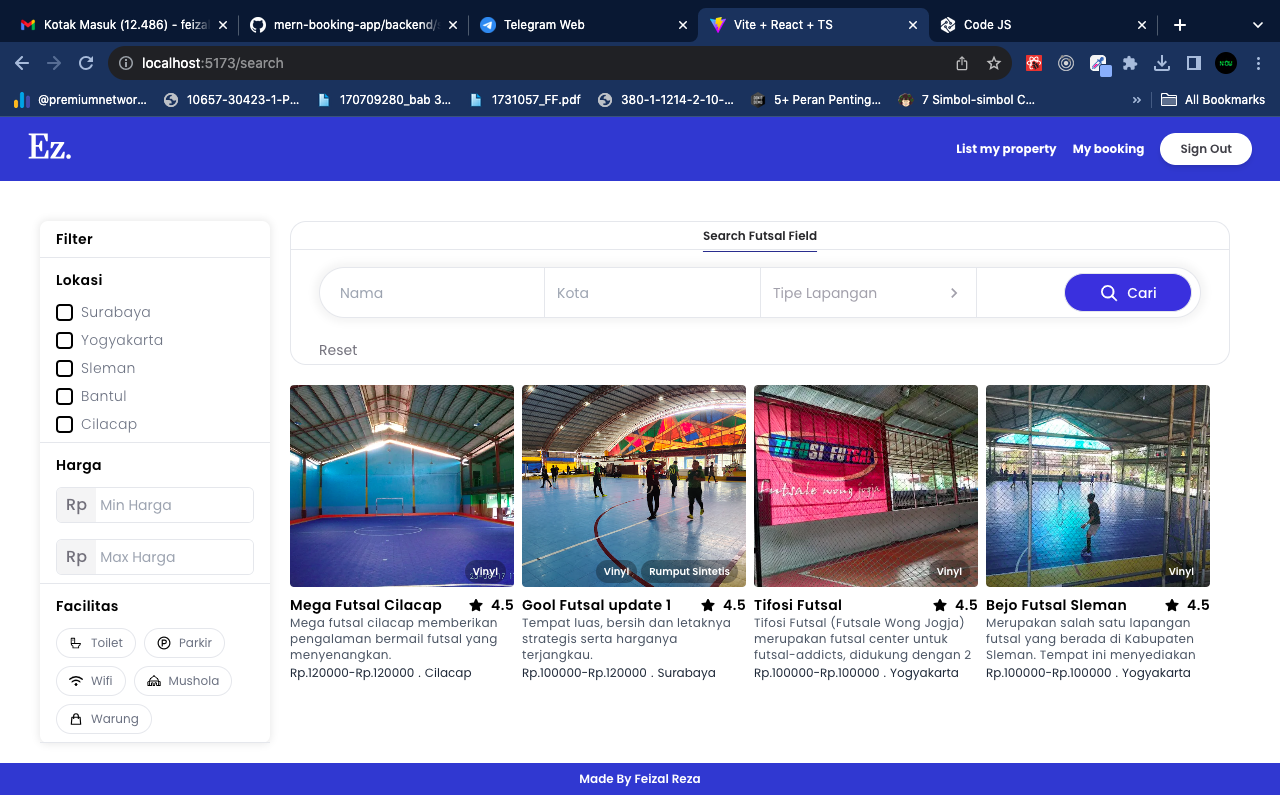 Kotak Masuk (12.486) - feizal
mern-booking-app/backend/s
Telegram Web
Vite + React + TS
Code JS
localhost:5173/search
@premiumnetwor...
10657-30423-1-P...
170709280_bab 3...
1731057_FF.pdf
380-1-1214-2-10-...
5+ Peran Penting...
7 Simbol-simbol C...
»
All Bookmarks
Ez.
List my property
My booking
Sign Out
Filter
Lokasi
Surabaya
Yogyakarta
Sleman
Bantul
Cilacap
Harga
Rp Min Harga
Rp Max Harga
Facilitas
Toilet
Parkir
Wifi
Mushola
Warung
Search Futsal Field
Nama
Kota
Tipe Lapangan
Cari
Reset
Vinyl
Mega Futsal Cilacap 4.5
Mega futsal cilacap memberikan
pengalaman bermail futsal yang
menyenangkan.
Rp.120000-Rp.120000 . Cilacap
Vinyl
Rumput Sintetis
Gool Futsal update 1 4.5
Tempat luas, bersih dan letaknya
strategis serta harganya
terjangkau.
Rp.100000-Rp.120000 . Surabaya
Futsale wong jogja
Vinyl
Tifosi Futsal 4.5
Tifosi Futsal (Futsale Wong Jogja)
merupakan futsal center untuk
futsal-addicts, didukung dengan 2
Rp.100000-Rp.100000 . Yogyakarta
Vinyl
Bejo Futsal Sleman 4.5
Merupakan salah satu lapangan
futsal yang berada di Kabupaten
Sleman. Tempat ini menyediakan
Rp.100000-Rp.100000 . Yogyakarta
Made By Feizal Reza